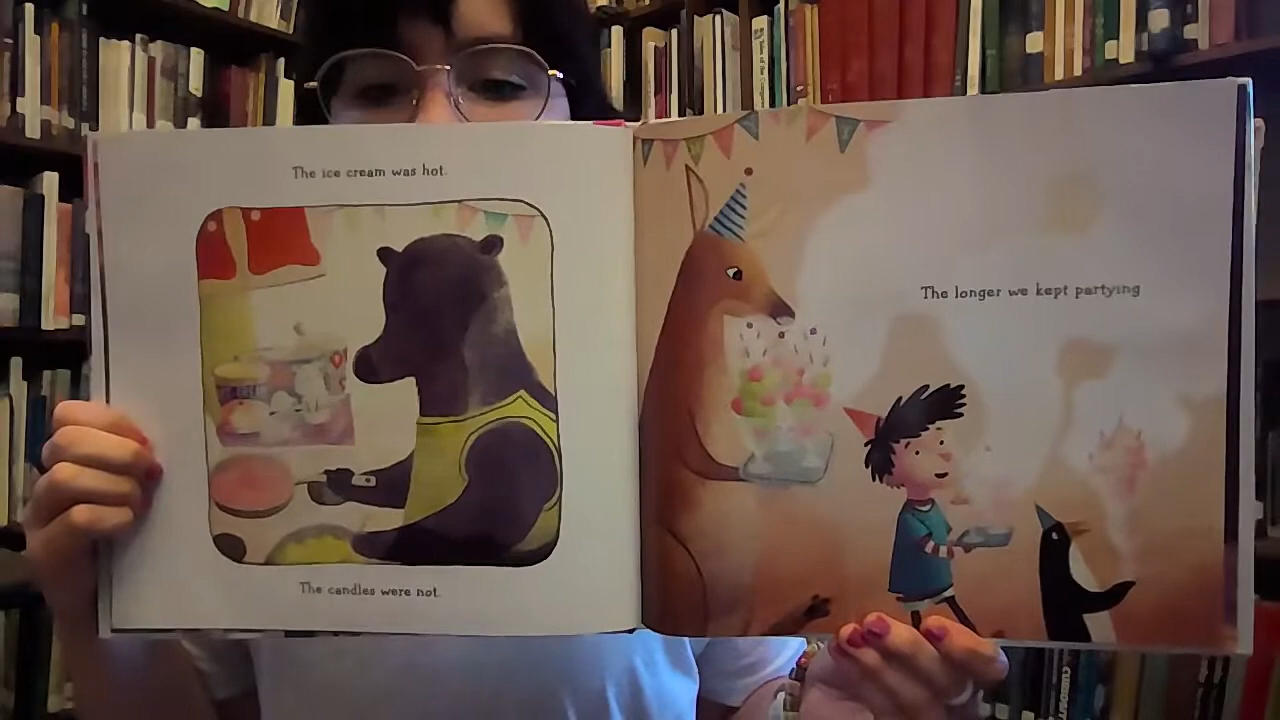 The ice cream was hot.
The candles were not.
The longer we kept partying